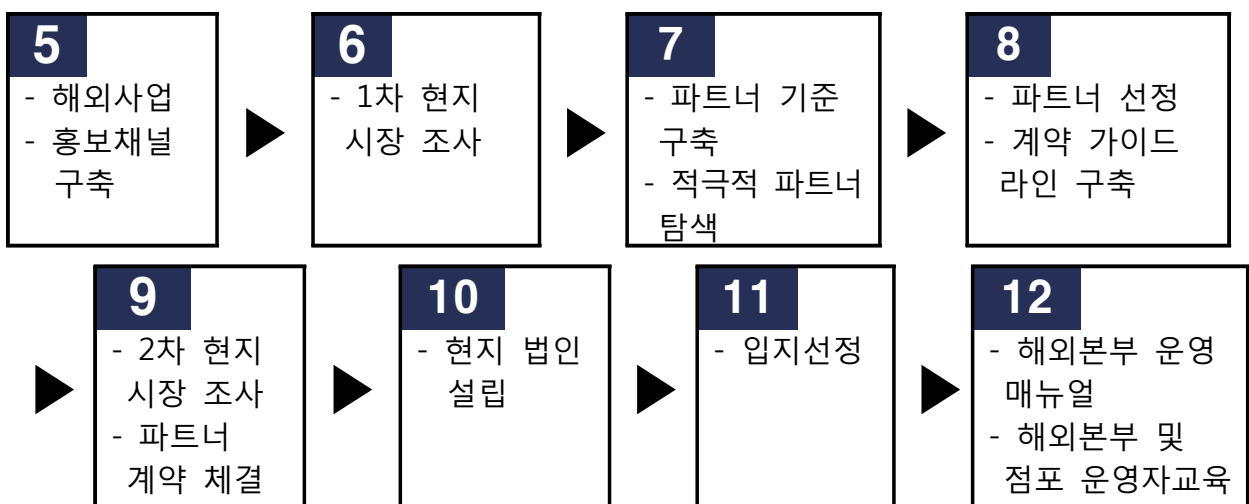 5
- 해외사업
- 홍보채널
구축
6
- 1차 현지
시장 조사
7
- 파트너 기준
구축
- 적극적 파트너
탐색
8
- 파트너 선정
- 계약 가이드
라인 구축
9
- 2차 현지
시장 조사
- 파트너
계약 체결
10
- 현지 법인
설립
11
- 입지선정
12
- 해외본부 운영
매뉴얼
- 해외본부 및
점포 운영자교육